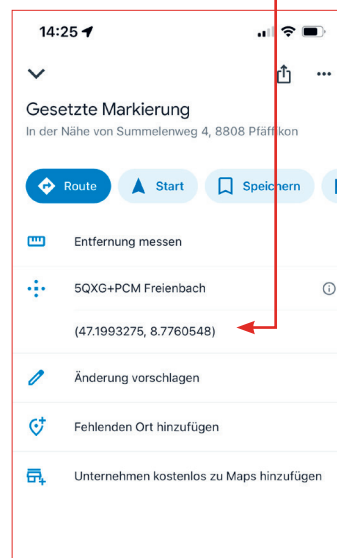 14:25
Gesetzte Markierung
In der Nähe von Summelenweg 4, 8808 Pfäffikon
Route Start Speichern
Entfernung messen
5QXG+PCM Freienbach
(47.1993275, 8.7760548)
Änderung vorschlagen
Fehlenden Ort hinzufügen
Unternehmen kostenlos zu Maps hinzufügen